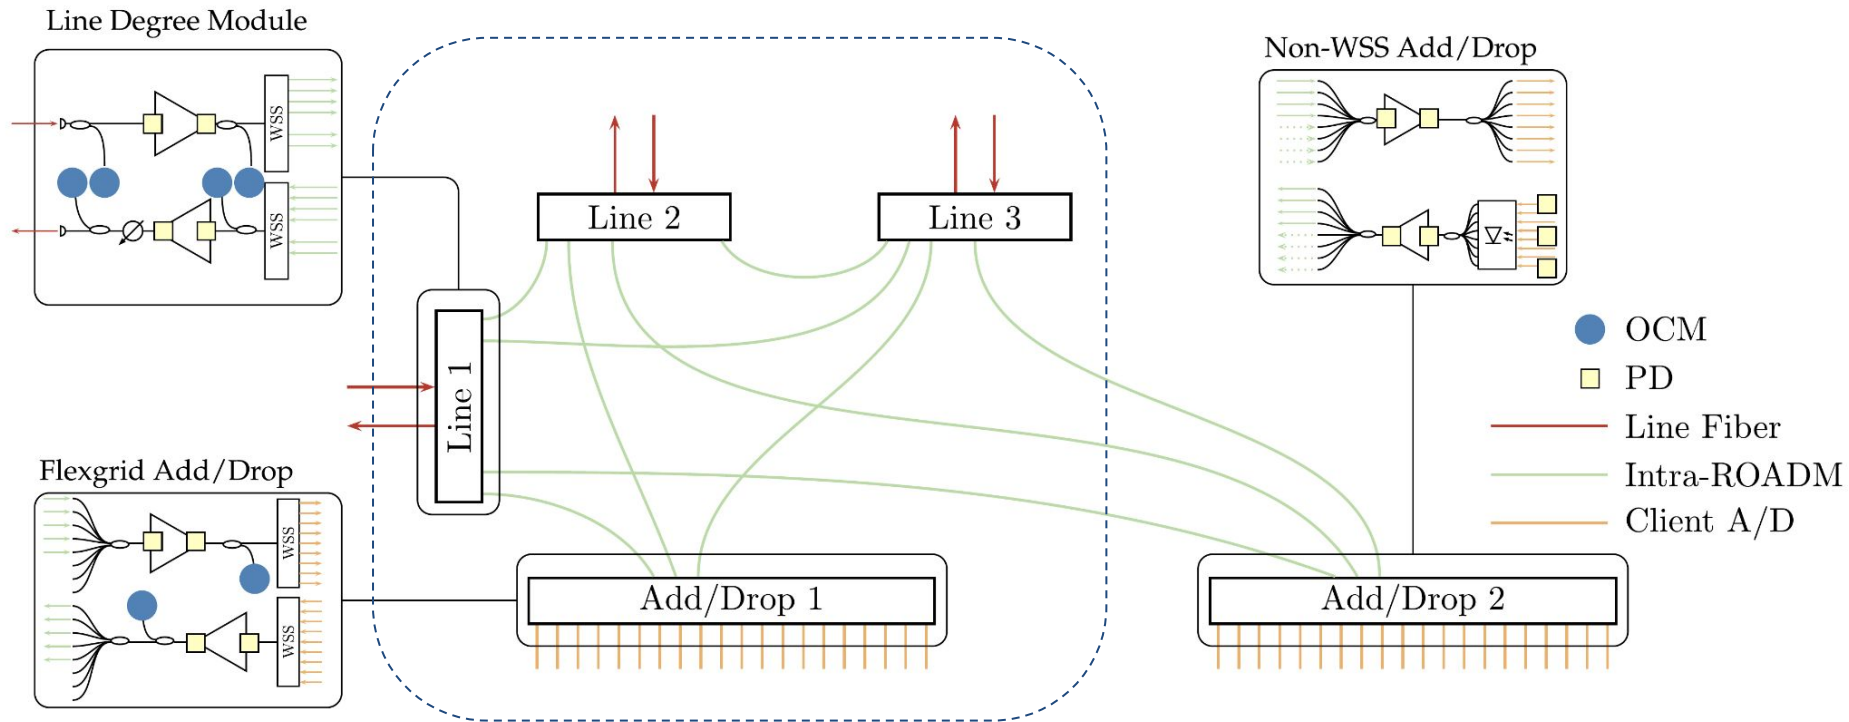 Line Degree Module
WSS
WSS
Non-WSS Add/Drop
Line 2
Line 3
Line 1
OCM
PD
Line Fiber
Intra-ROADM
Client A/D
Flexgrid Add/Drop
WSS
WSS
Add/Drop 1
Add/Drop 2